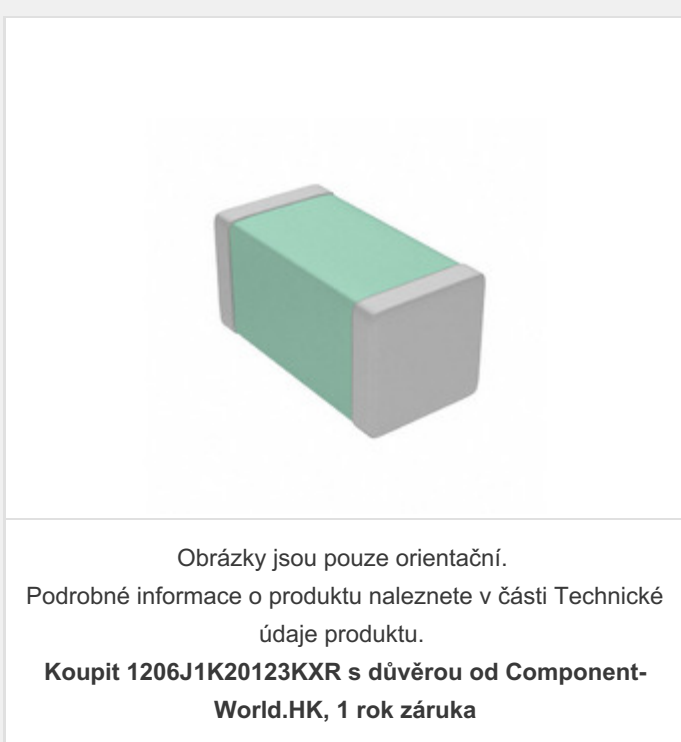 Obrázky jsou pouze orientační.
Podrobné informace o produktu naleznete v části Technické
údaje produktu.
Koupit 1206J1K20123KXR s důvěrou od Component-
World.HK, 1 rok záruka